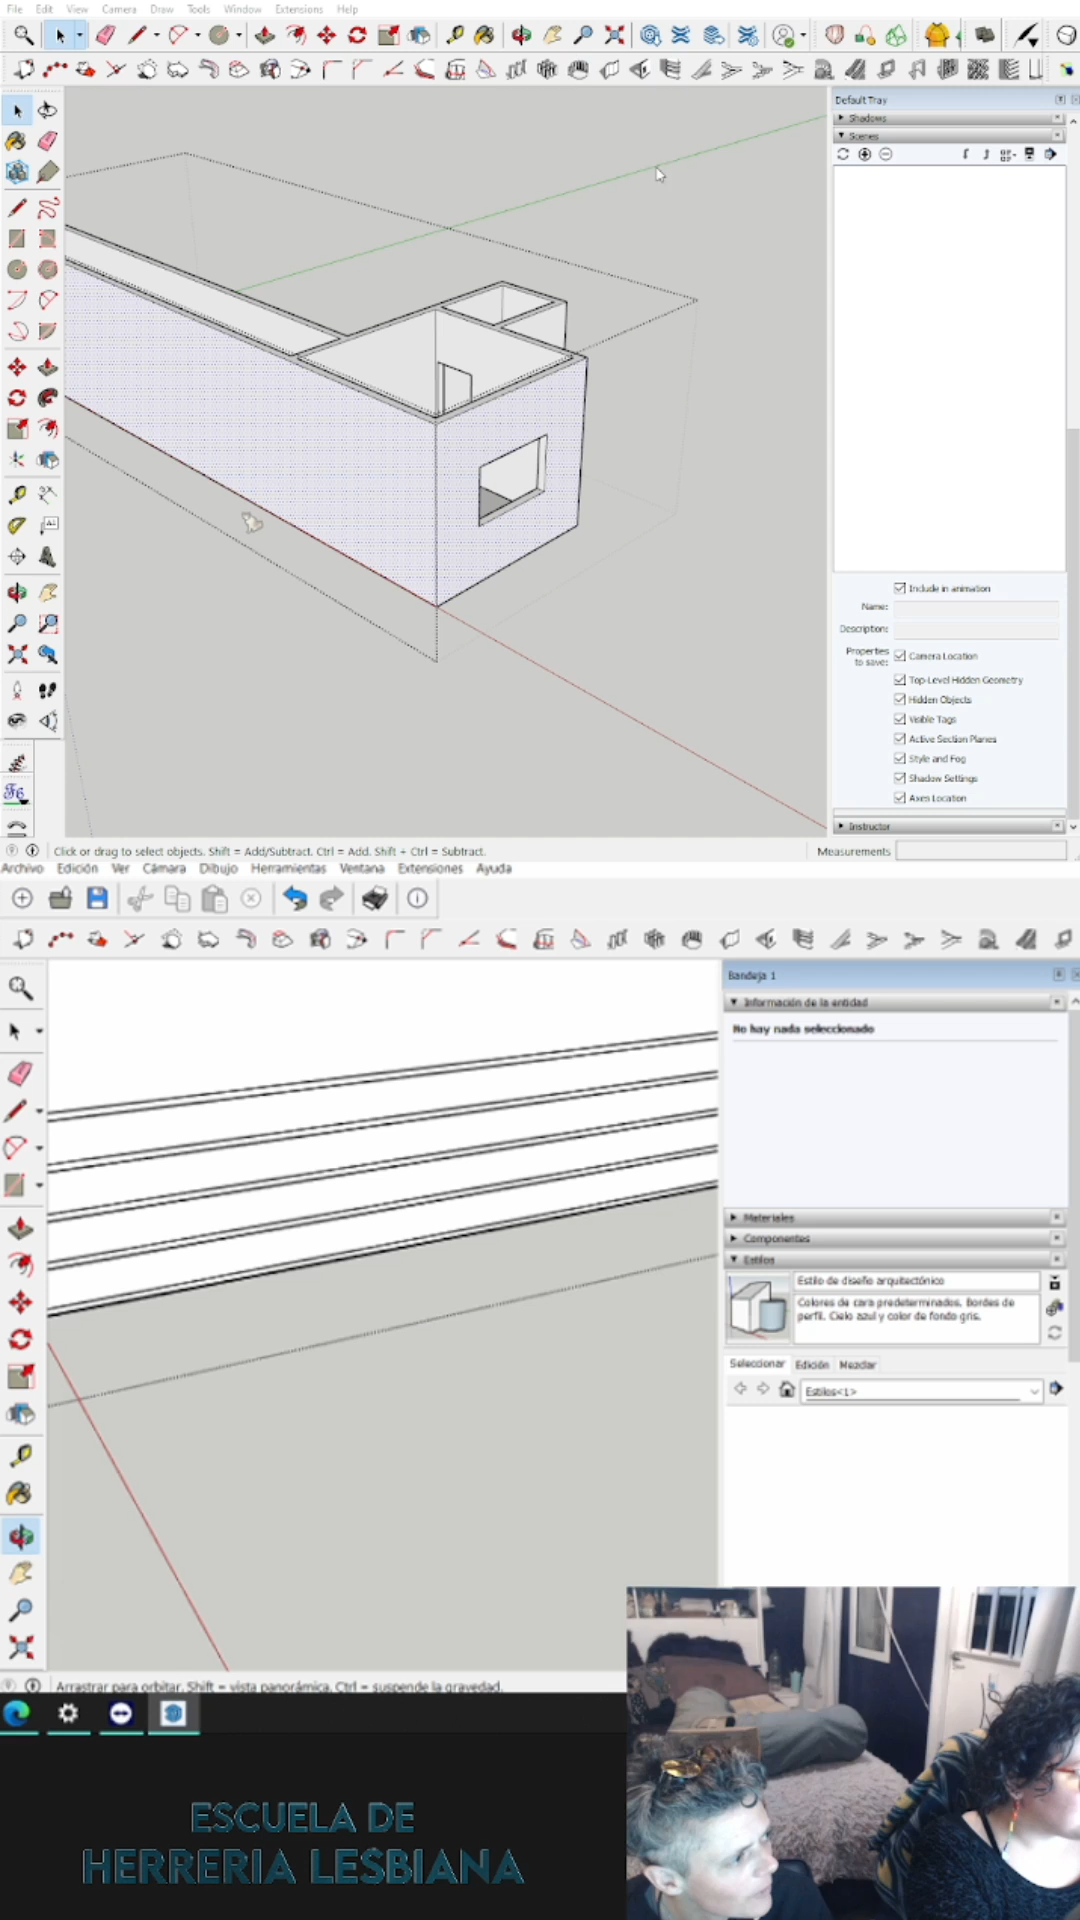 File Edit View Camera Draw Tools Window Extensions Help
Default Tray
Shadows
Scenes
Include in animation
Name:
Description:
Properties to save:
Camera Location
Top-Level Hidden Geometry
Hidden Objects
Visible Tags
Active Section Planes
Style and Fog
Shadow Settings
Axes Location
Instructor
Click or drag to select objects. Shift = Add/Subtract. Ctrl = Add. Shift + Ctrl = Subtract.
Measurements
Archivo Edición Ver Cámara Dibujo Herramientas Ventana Extensiones Ayuda
Bandeja 1
Información de la entidad
No hay nada seleccionado
Materiales
Componentes
Estilos
Estilo de diseño arquitectónico
Colores de cara predeterminados. Bordes de
perfil. Cielo azul y color de fondo gris.
Seleccionar Edición Mezclar
Estilos<1>
Arrastrar para orbitar. Shift = vista panorámica, Ctrl = suspende la gravedad.
ESCUELA DE
HERRERIA LESBIANA